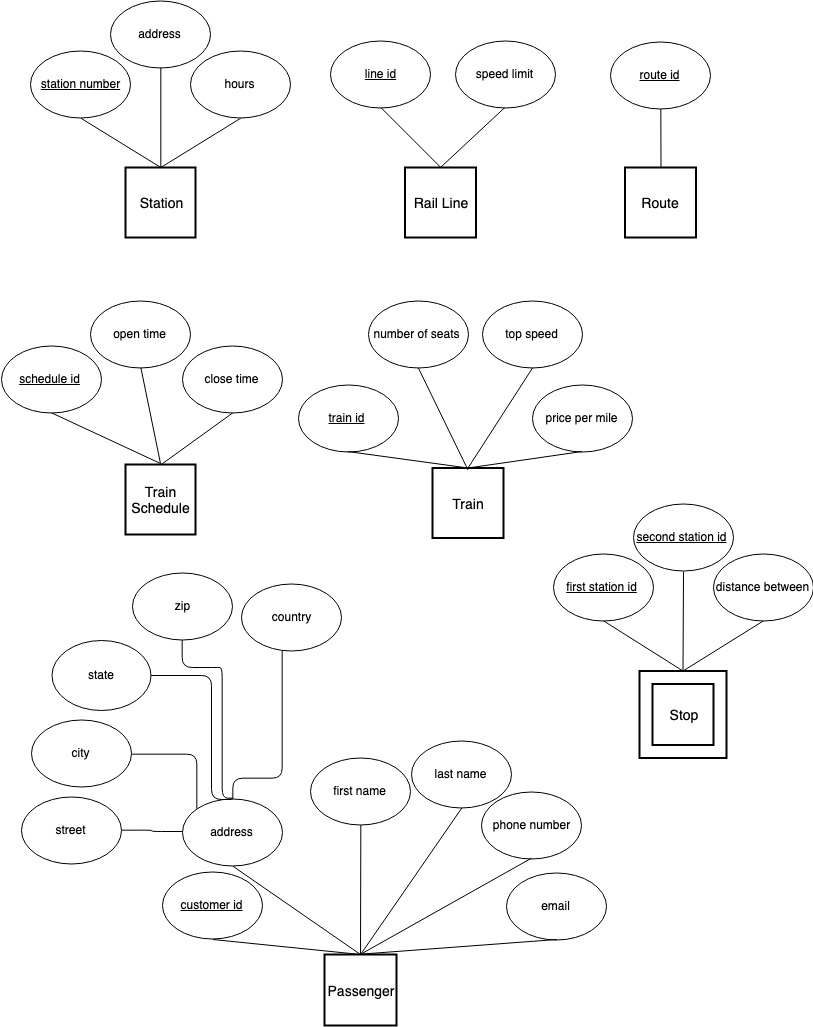 address
station number
hours
Station
line id
speed limit
Rail Line
route id
Route
open time
schedule id
close time
Train
Schedule
number of seats
top speed
train id
price per mile
Train
second station id
first station id
distance between
Stop
zip
country
state
city
street
address
first name
last name
phone number
customer id
email
Passenger